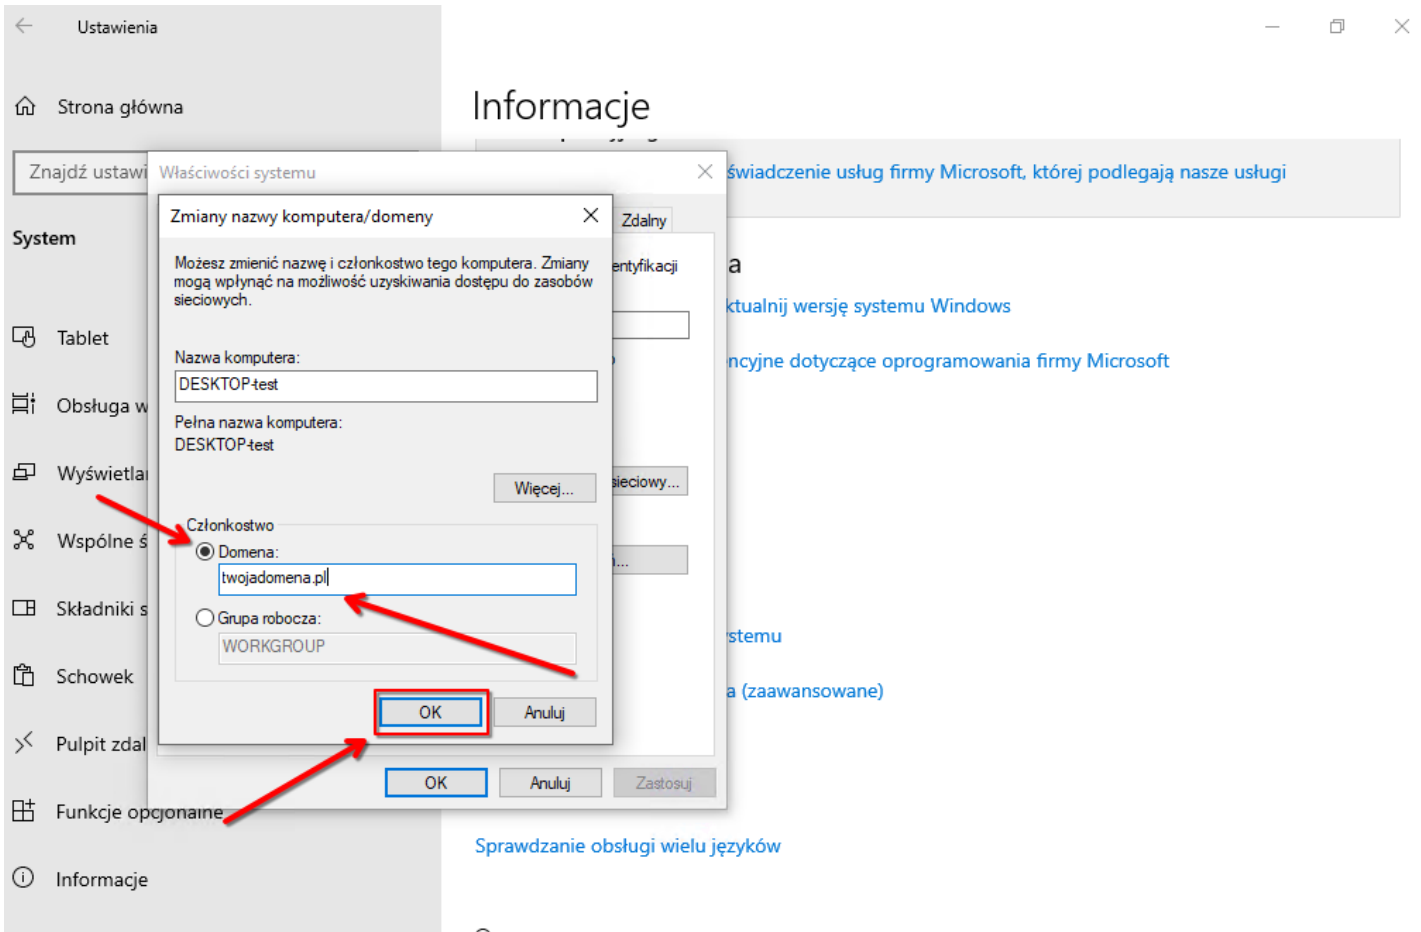 Ustawienia
Strona główna
Informacje
Znajdź ustawi
Właściwości systemu
świadczenie usług firmy Microsoft, której podlegają nasze usługi
Zmiany nazwy komputera/domeny
Zdalny
System
Możesz zmienić nazwę i członkostwo tego komputera. Zmiany
mogą wpłynąć na możliwość uzyskiwania dostępu do zasobów
sieciowych.
entyfikacji
a
ktualnij wersję systemu Windows
Tablet
Nazwa komputera:
ncyjne dotyczące oprogramowania firmy Microsoft
DESKTOP-test
Obsługa w
Pełna nazwa komputera:
DESKTOP-test
Wyświetla
Więcej...
sieciowy...
Członkostwo
Wspólne ś
Domena:
...
twojadomena.pl
Składniki s
Grupa robocza:
WORKGROUP
stemu
Schowek
a (zaawansowane)
OK
Anuluj
Pulpit zdal
OK
Anuluj
Zastosuj
Funkcje opcjonalne
Sprawdzanie obsługi wielu języków
Informacje